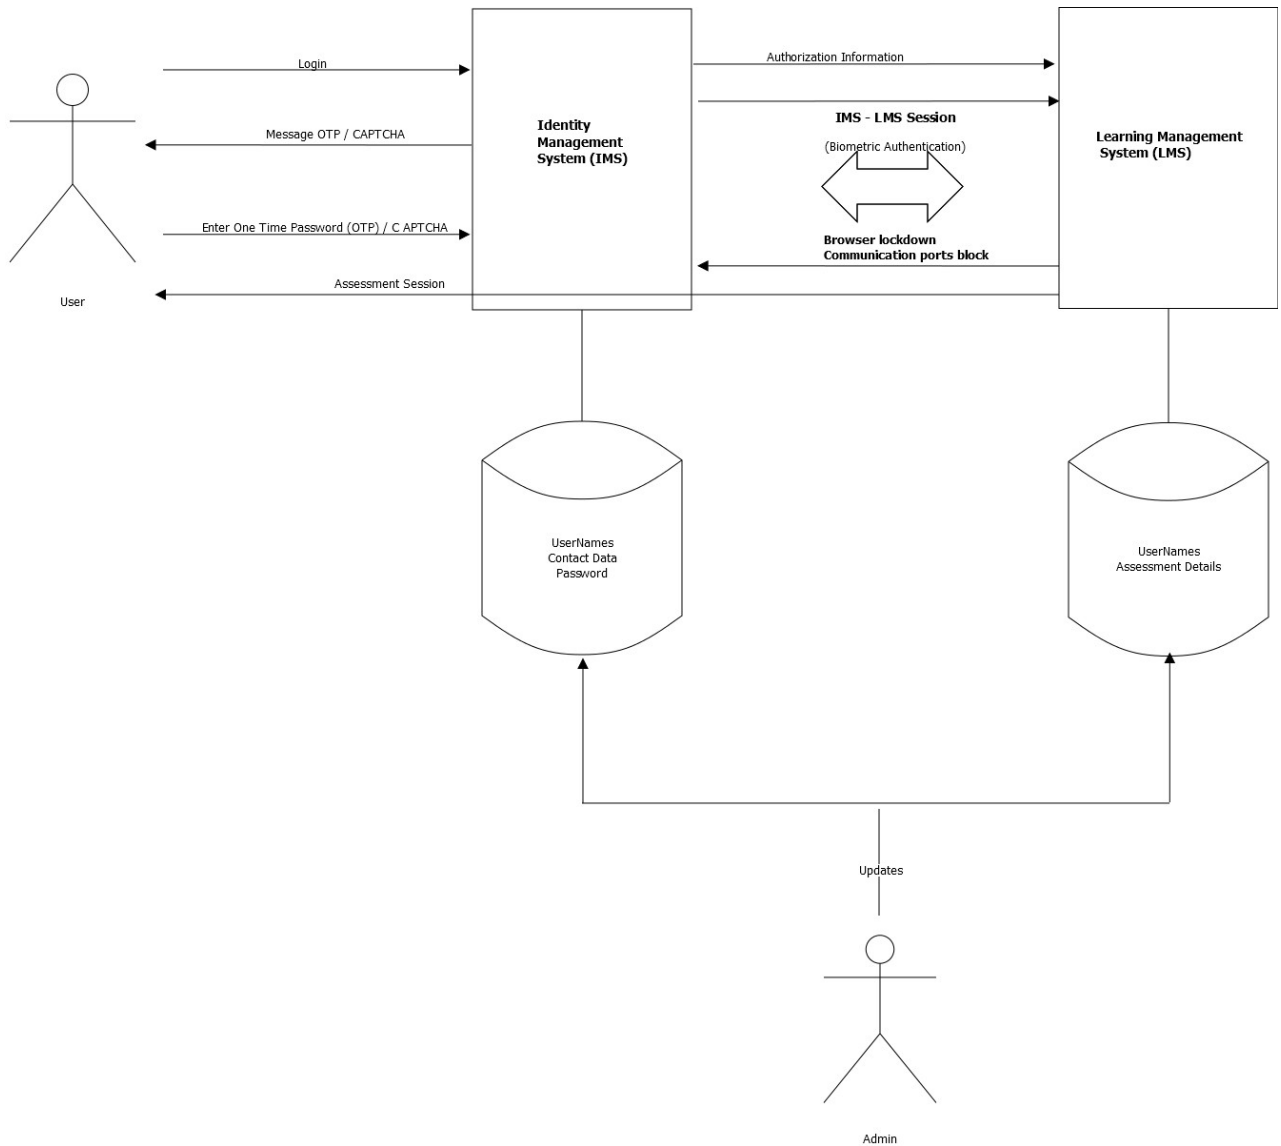 Login
Authorization Information
IMS - LMS Session
(Biometric Authentication)
Message OTP / CAPTCHA
Identity
Management
System (IMS)
Learning Management
System (LMS)
Enter One Time Password (OTP) / C APTCHA
Browser lockdown
Communication ports block
Assessment Session
User
UserNames
Contact Data
Password
UserNames
Assessment Details
Updates
Admin